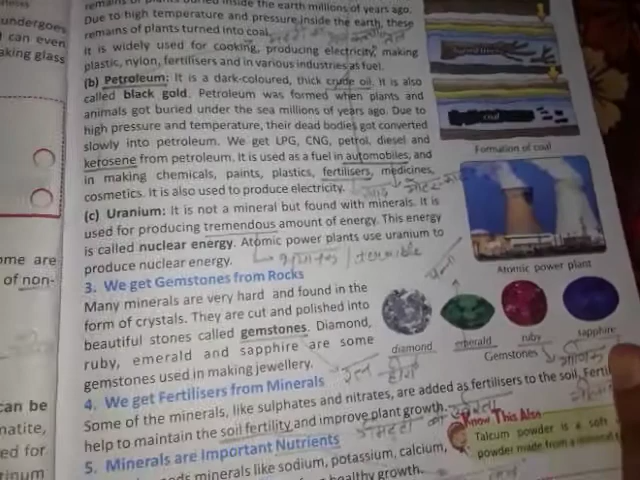 undergoes
can even
aking glass
ome are
of non-
can be
natite,
ed for
tinum
remains of plants buried inside the earth millions of years ago.
Due to high temperature and pressure inside the earth, these
remains of plants turned into coal.
It is widely used for cooking, producing electricity, making
plastic, nylon, fertilisers and in various industries as fuel.
(b) Petroleum: It is a dark-coloured, thick crude oil. It is also
called black gold. Petroleum was formed when plants and
animals got buried under the sea millions of years ago. Due to
high pressure and temperature, their dead bodies got converted
slowly into petroleum. We get LPG, CNG, petrol, diesel and
kerosene from petroleum. It is used as a fuel in automobiles, and
in making chemicals, paints, plastics, fertilisers, medicines,
cosmetics. It is also used to produce electricity.
(c) Uranium: It is not a mineral but found with minerals. It is
used for producing tremendous amount of energy. This energy
is called nuclear energy. Atomic power plants use uranium to
produce nuclear energy.
3. We get Gemstones from Rocks
Many minerals are very hard and found in the
form of crystals. They are cut and polished into
beautiful stones called gemstones. Diamond,
ruby, emerald and sapphire are some
gemstones used in making jewellery.
4. We get Fertilisers from Minerals
Some of the minerals, like sulphates and nitrates, are added as fertilisers to the soil. Ferti
help to maintain the soil fertility and improve plant growth.
5. Minerals are Important Nutrients
minerals like sodium, potassium, calcium,
healthy growth.
coal
Formation of coal
Atomic power plant
diamond
emerald
ruby
sapphire
Gemstones
Know This Also
Talcum powder is a soft
powder made from a mineral